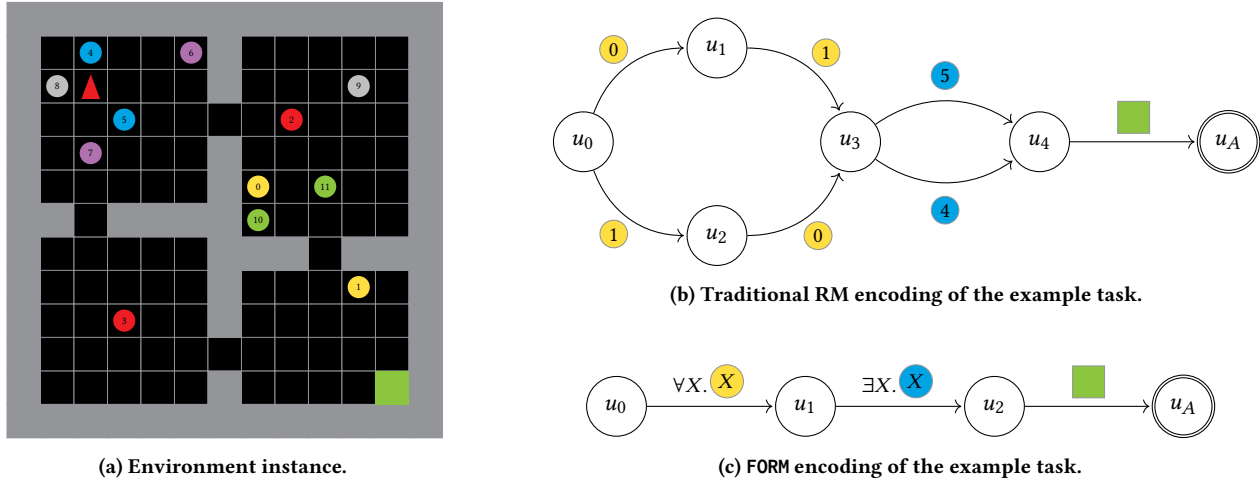 4
6
8
9
5
2
7
0
11
10
1
3
(a) Environment instance.
0
u₁
1
u₀
u₃
1
u₂
0
5
4
u₄
u_A
(b) Traditional RM encoding of the example task.
u₀
∀X. X
u₁
∃X. X
u₂
u_A
(c) FORM encoding of the example task.